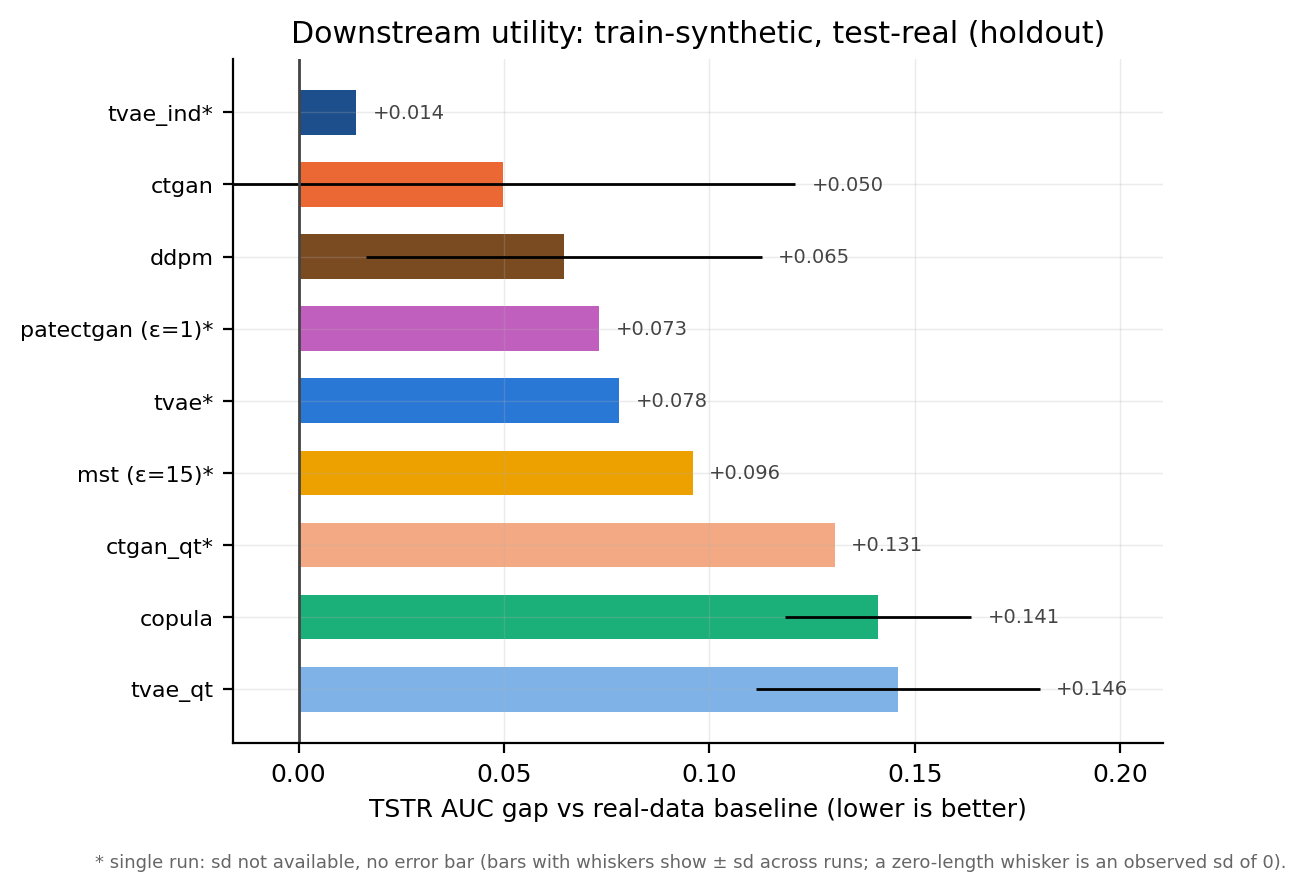 Downstream utility: train-synthetic, test-real (holdout)
tvae_ind*
+0.014
ctgan
+0.050
ddpm
+0.065
patectgan (ε=1)*
+0.073
tvae*
+0.078
mst (ε=15)*
+0.096
ctgan_qt*
+0.131
copula
+0.141
tvae_qt
+0.146
0.00 0.05 0.10 0.15 0.20
TSTR AUC gap vs real-data baseline (lower is better)
* single run: sd not available, no error bar (bars with whiskers show ± sd across runs; a zero-length whisker is an observed sd of 0).